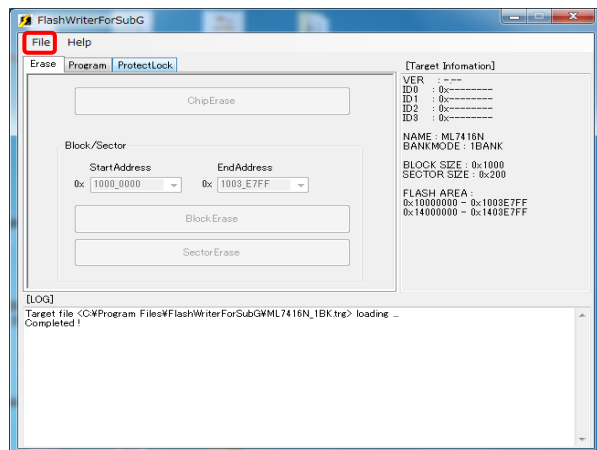 FlashWriterForSubG
File Help
Erase Program ProtectLock
ChipErase
Block/Sector
StartAddress EndAddress
0x 1000_0000 0x 1003_E7FF
BlockErase
SectorErase
[Target Infomation]
VER : -.--
ID0 : 0x--------
ID1 : 0x--------
ID2 : 0x--------
ID3 : 0x--------
NAME : ML7416N
BANKMODE : 1BANK
BLOCK SIZE : 0x1000
SECTOR SIZE : 0x200
FLASH AREA :
0x10000000 - 0x1003E7FF
0x14000000 - 0x1403E7FF
[LOG]
Target file <C:¥Program Files¥FlashWriterForSubG¥ML7416N_1BK.trg> loading ...
Completed !